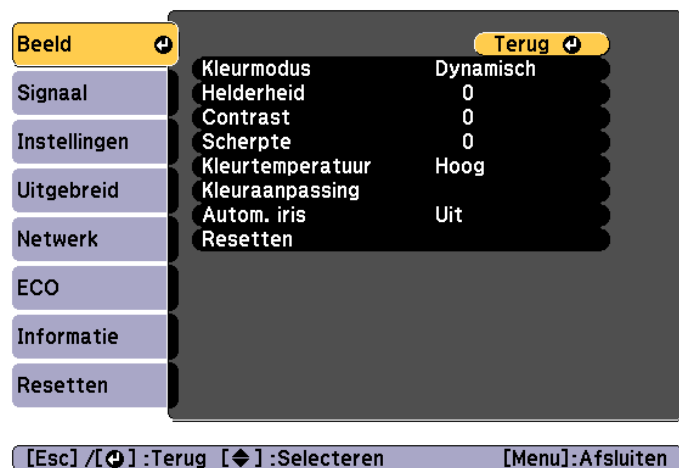 Beeld
Signaal
Instellingen
Uitgebreid
Netwerk
ECO
Informatie
Resetten
Terug
Kleurmodus Dynamisch
Helderheid 0
Contrast 0
Scherpte 0
Kleurtemperatuur Hoog
Kleuraanpassing
Autom. iris Uit
Resetten
[Esc] /[⏎] :Terug [◆] :Selecteren [Menu]:Afsluiten